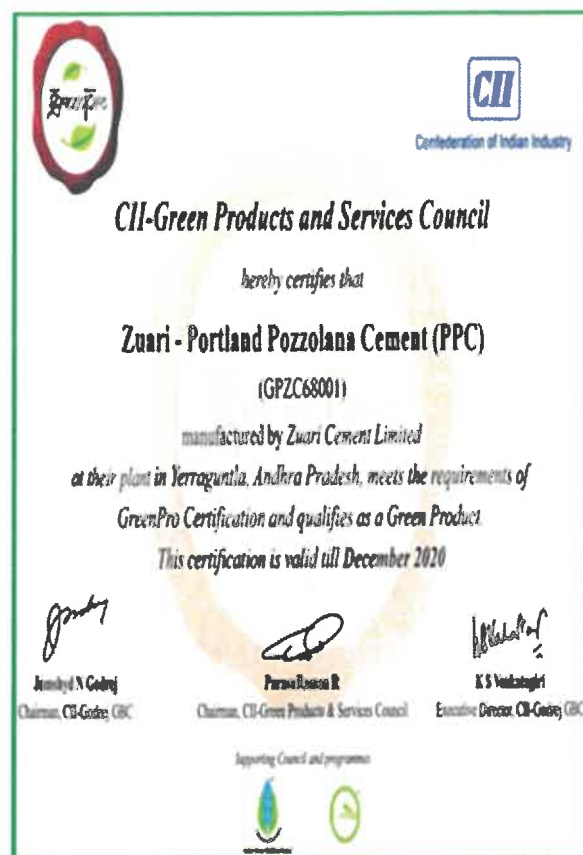 GreenPro
CII
Confederation of Indian Industry
CII-Green Products and Services Council
hereby certifies that
Zuari - Portland Pozzolana Cement (PPC)
(GPZC68001)
manufactured by Zuari Cement Limited
at their plant in Yerraguntla, Andhra Pradesh, meets the requirements of
GreenPro Certification and qualifies as a Green Product
This certification is valid till December 2020
Jamshyd N Godrej
K S Venkatagiri
Chairman, CII-Godrej GBC
Chairman, CII-Green Products & Services Council
Executive Director, CII-Godrej GBC
Supporting Council and programmes